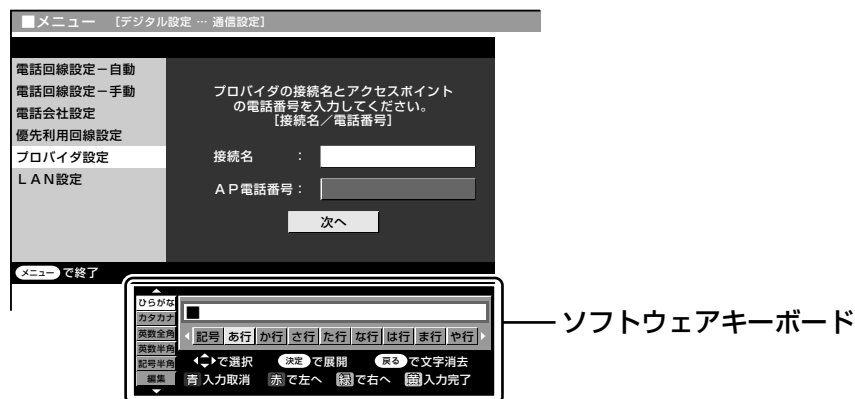 ■メニュー [デジタル設定 … 通信設定]
電話回線設定－自動
電話回線設定－手動
電話会社設定
優先利用回線設定
プロバイダ設定
ＬＡＮ設定
プロバイダの接続名とアクセスポイント
の電話番号を入力してください。
[接続名／電話番号]
接続名 ：
ＡＰ電話番号：
次へ
メニュー で終了
ひらがな
カタカナ
英数全角
英数半角
記号半角
編集
記号 あ行 か行 さ行 た行 な行 は行 ま行 や行
で選択 決定 で展開 戻る で文字消去
青 入力取消 赤 で左へ 緑 で右へ 黄 入力完了
ソフトウェアキーボード